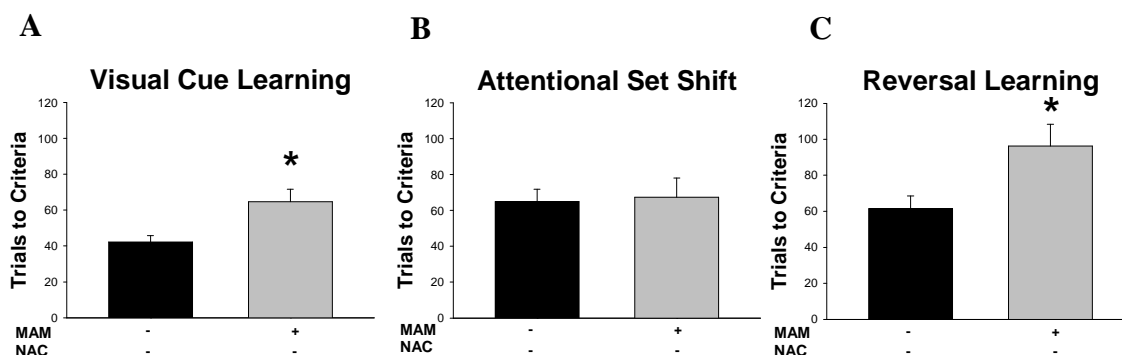 A
B
C
Visual Cue Learning
Attentional Set Shift
Reversal Learning
Trials to Criteria
120
100
80
60
40
20
0
*
MAM - +
NAC - -
Trials to Criteria
120
100
80
60
40
20
0
MAM - +
NAC - -
Trials to Criteria
120
100
80
60
40
20
0
*
MAM - +
NAC - -